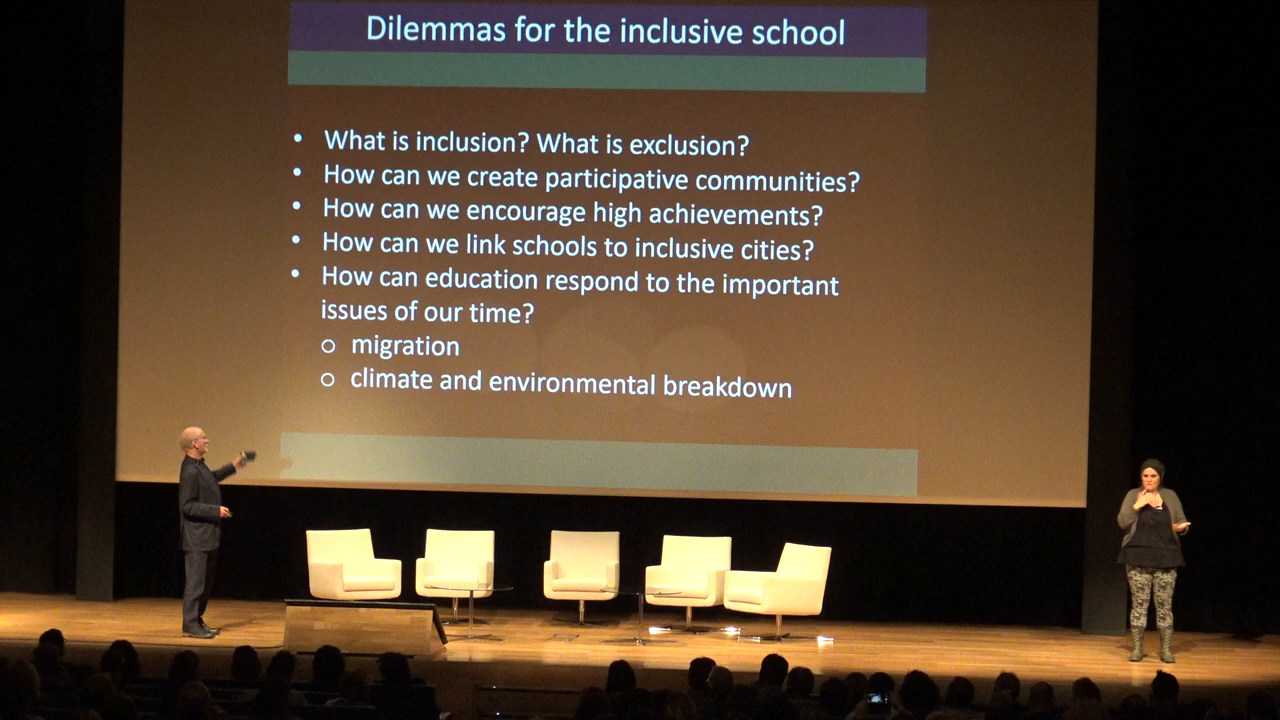 Dilemmas for the inclusive school
• What is inclusion? What is exclusion?
• How can we create participative communities?
• How can we encourage high achievements?
• How can we link schools to inclusive cities?
• How can education respond to the important
issues of our time?
o migration
o climate and environmental breakdown